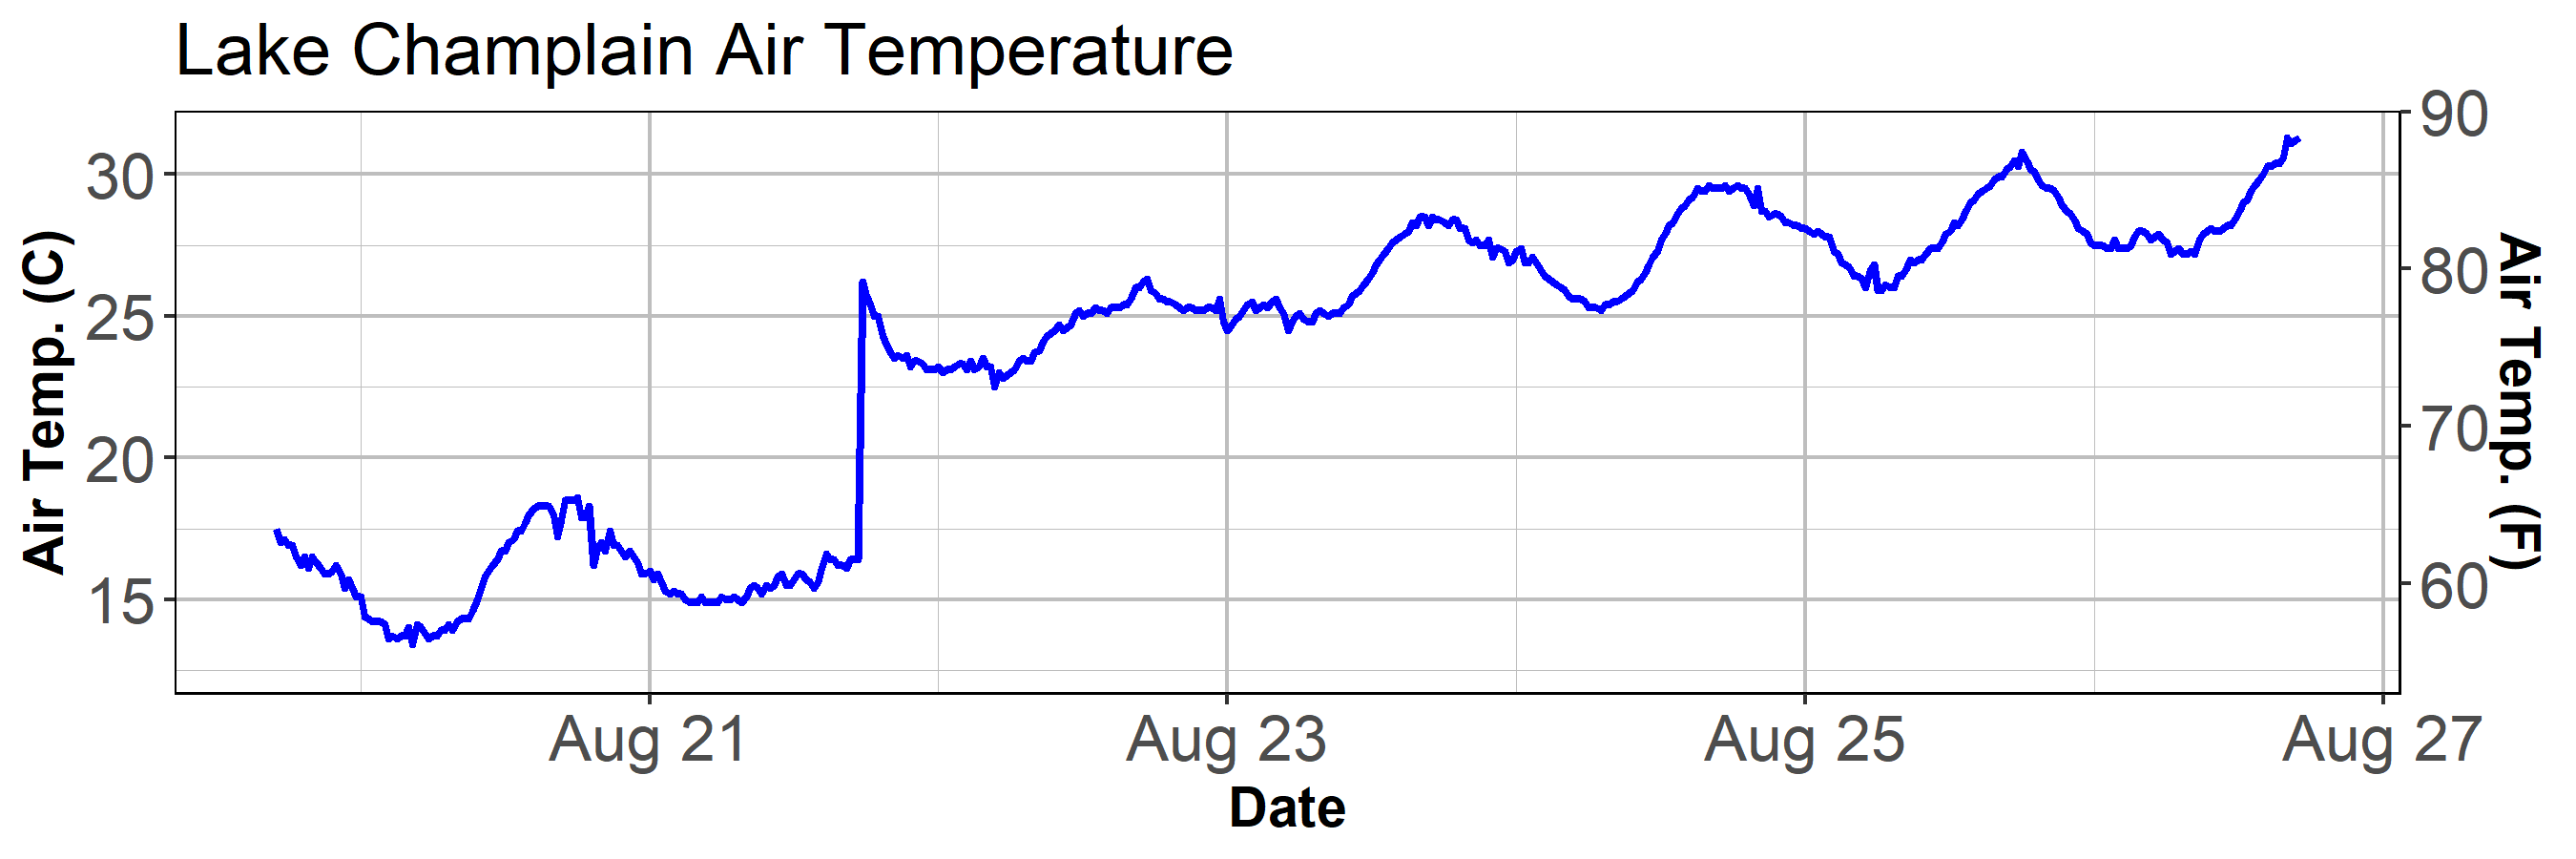 Lake Champlain Air Temperature
Air Temp. (C)
30
25
20
15
90
80
70
60
Air Temp. (F)
Aug 21 Aug 23 Aug 25 Aug 27
Date